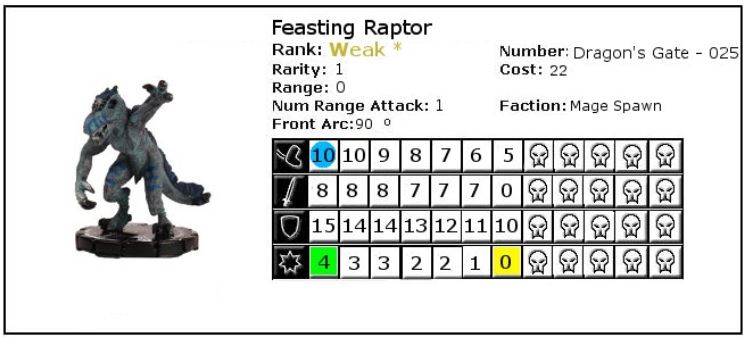 Feasting Raptor
Rank: Weak *
Number: Dragon's Gate - 025
Rarity: 1
Cost: 22
Range: 0
Num Range Attack: 1
Faction: Mage Spawn
Front Arc:90 º
10 10 9 8 7 6 5
8 8 8 7 7 7 0
15 14 14 13 12 11 10
4 3 3 2 2 1 0